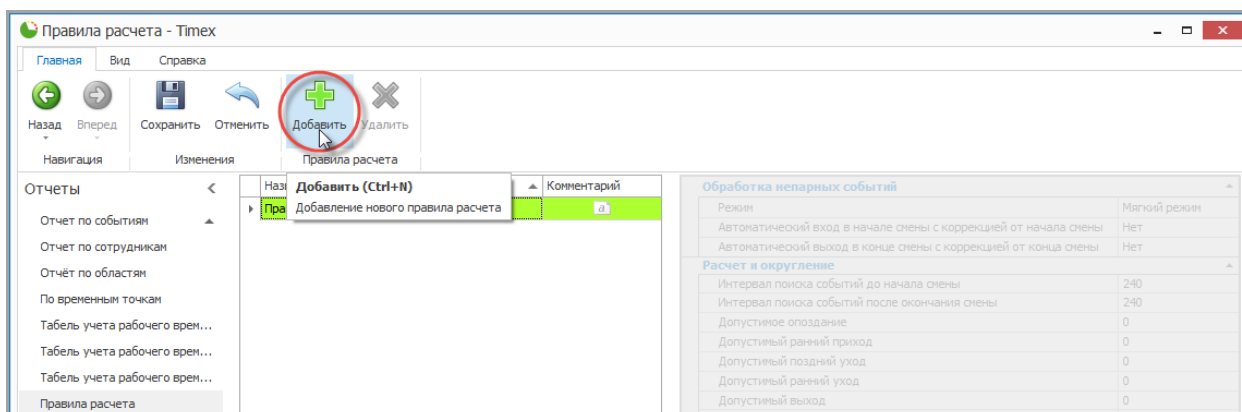 Правила расчета - Timex
Главная Вид Справка
Назад Вперед Сохранить Отменить Добавить Удалить
Навигация Изменения Правила расчета
Отчеты
Отчет по событиям
Отчет по сотрудникам
Отчёт по областям
По временным точкам
Табель учета рабочего врем...
Табель учета рабочего врем...
Табель учета рабочего врем...
Правила расчета
Комментарий
a
Добавить (Ctrl+N)
Добавление нового правила расчета
Обработка непарных событий
Режим Мягкий режим
Автоматический вход в начале смены с коррекцией от начала смены Нет
Автоматический выход в конце смены с коррекцией от конца смены Нет
Расчет и округление
Интервал поиска событий до начала смены 240
Интервал поиска событий после окончания смены 240
Допустимое опоздание 0
Допустимый ранний приход 0
Допустимый поздний уход 0
Допустимый ранний уход 0
Допустимый выход 0